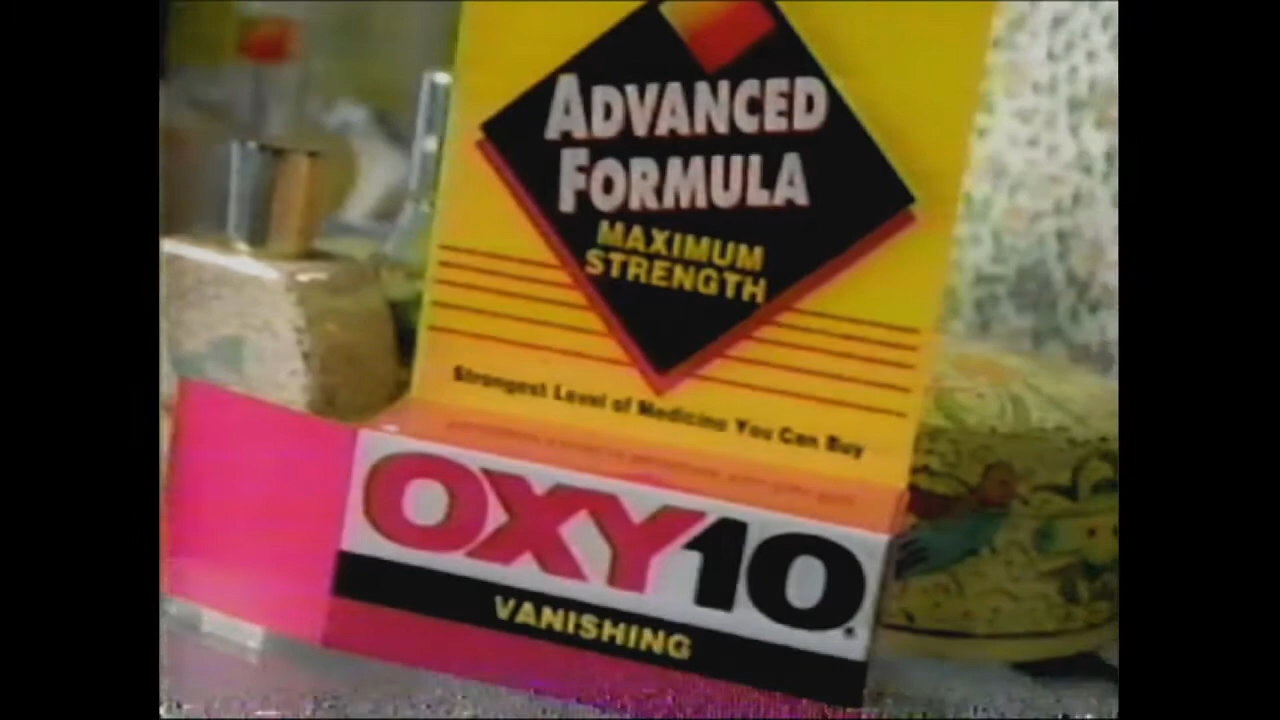 ADVANCED
FORMULA
MAXIMUM
STRENGTH
Strongest Level of Medicine You Can Buy
OXY10
VANISHING